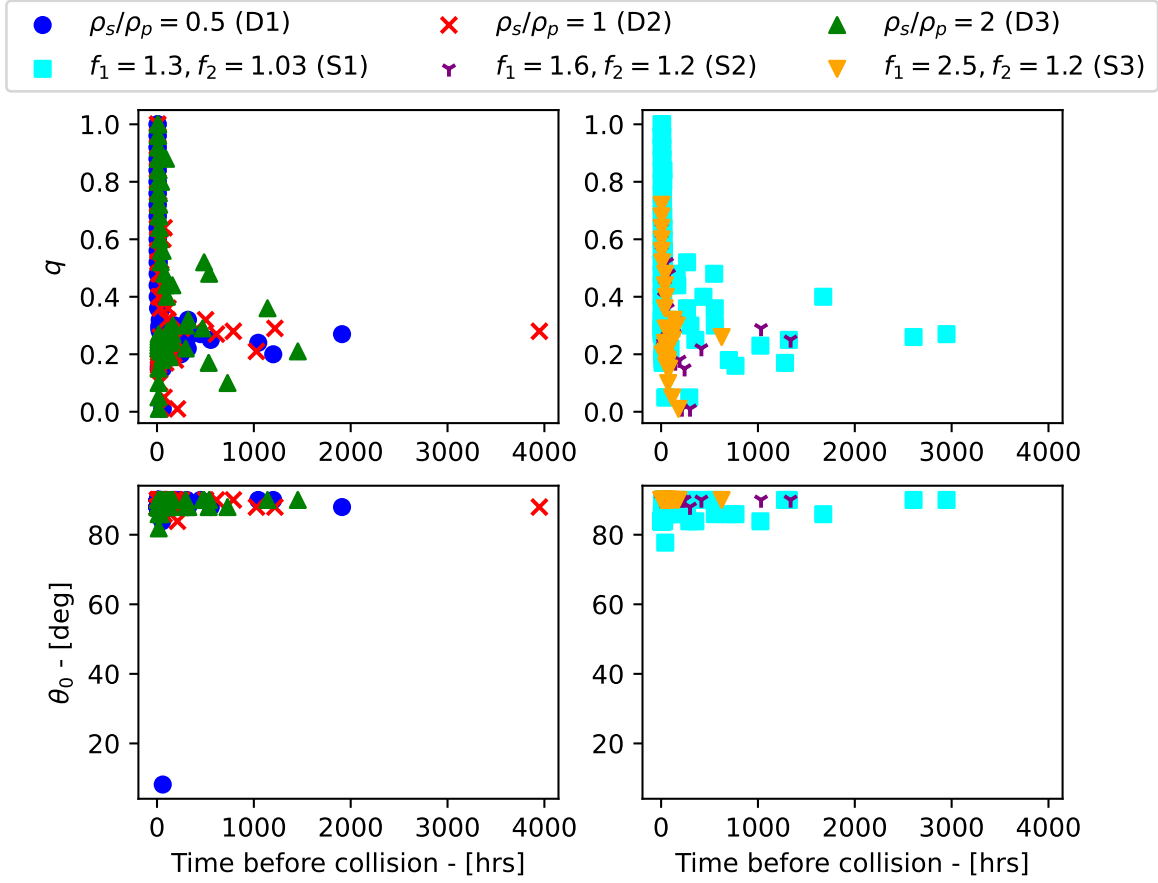 ρs/ρp = 0.5 (D1) ρs/ρp = 1 (D2) ρs/ρp = 2 (D3)
f1 = 1.3, f2 = 1.03 (S1) f1 = 1.6, f2 = 1.2 (S2) f1 = 2.5, f2 = 1.2 (S3)
1.0 1.0
0.8 0.8
0.6 0.6
q
0.4 0.4
0.2 0.2
0.0 0.0
0 1000 2000 3000 4000 0 1000 2000 3000 4000
80 80
60 60
θ0 - [deg]
40 40
20 20
0 1000 2000 3000 4000 0 1000 2000 3000 4000
Time before collision - [hrs] Time before collision - [hrs]